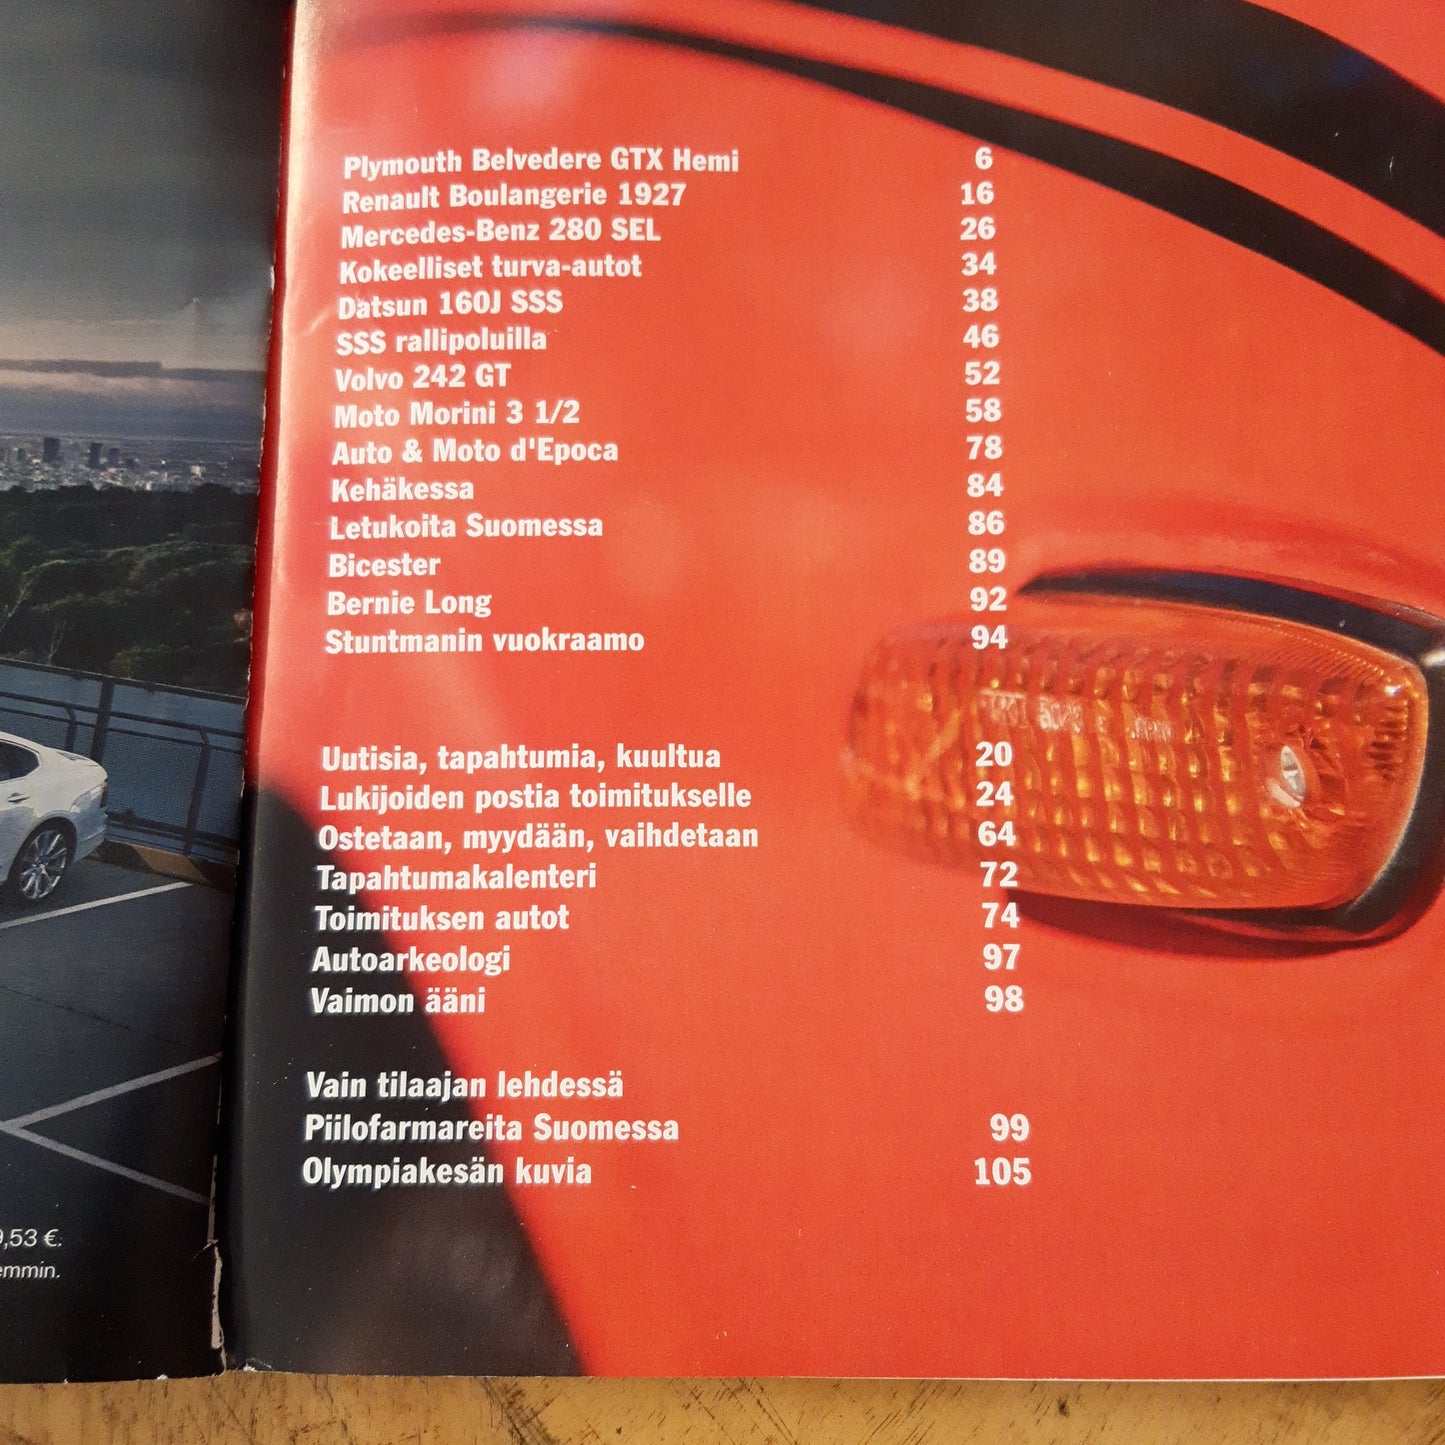 Plymouth Belvedere GTX Hemi 6
Renault Boulangerie 1927 16
Mercedes-Benz 280 SEL 26
Kokeelliset turva-autot 34
Datsun 160J SSS 38
SSS rallipoluilla 46
Volvo 242 GT 52
Moto Morini 3 1/2 58
Auto & Moto d'Epoca 78
Kehäkessa 84
Letukoita Suomessa 86
Bicester 89
Bernie Long 92
Stuntmanin vuokraamo 94
Uutisia, tapahtumia, kuultua 20
Lukijoiden postia toimitukselle 24
Ostetaan, myydään, vaihdetaan 64
Tapahtumakalenteri 72
Toimituksen autot 74
Autoarkeologi 97
Vaimon ääni 98
Vain tilaajan lehdessä
Piilofarmareita Suomessa 99
Olympiakesän kuvia 105
9,53 €.
emmin.
JAPAN